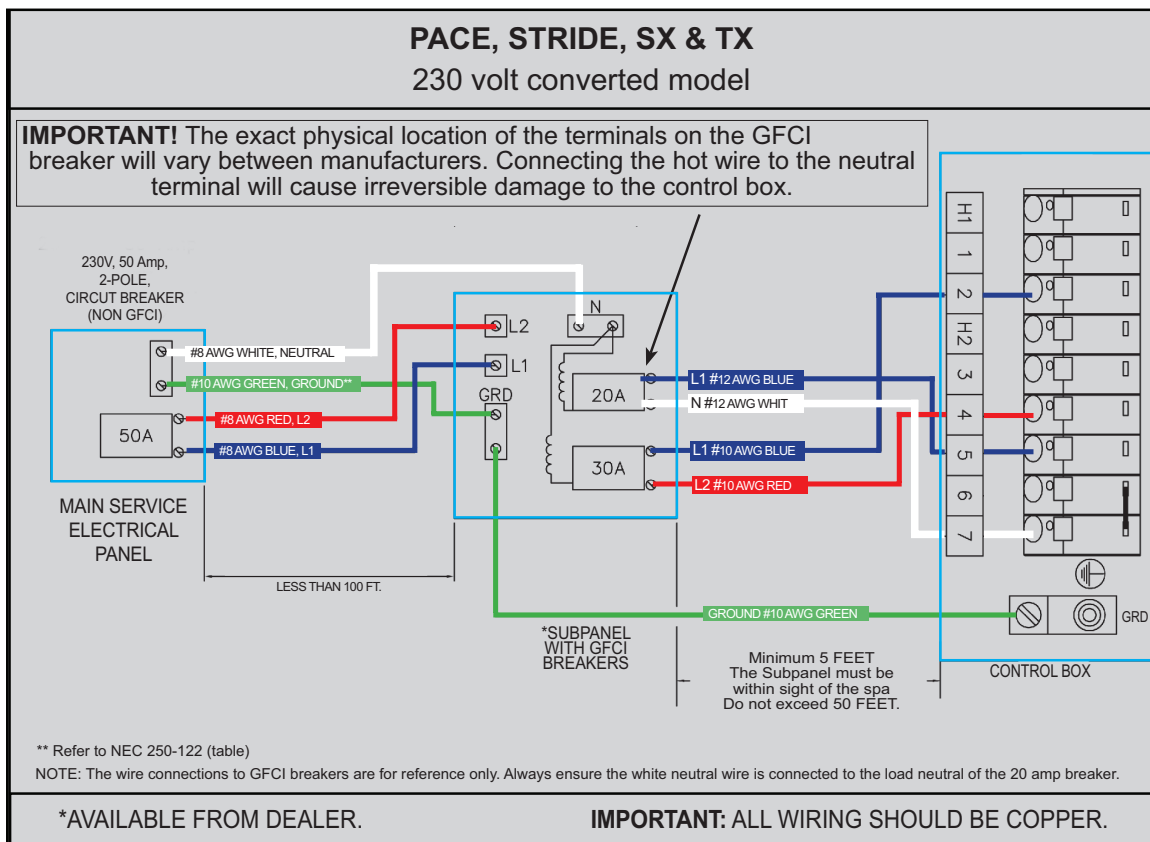 PACE, STRIDE, SX & TX
230 volt converted model
IMPORTANT! The exact physical location of the terminals on the GFCI
breaker will vary between manufacturers. Connecting the hot wire to the neutral
terminal will cause irreversible damage to the control box.
230V, 50 Amp,
2-POLE,
CIRCUT BREAKER
(NON GFCI)
#8 AWG WHITE, NEUTRAL
#10 AWG GREEN, GROUND**
#8 AWG RED, L2
#8 AWG BLUE, L1
50A
MAIN SERVICE
ELECTRICAL
PANEL
LESS THAN 100 FT.
L2
L1
GRD
N
20A
30A
*SUBPANEL
WITH GFCI
BREAKERS
L1 #12 AWG BLUE
N #12 AWG WHIT
L1 #10 AWG BLUE
L2 #10 AWG RED
GROUND #10 AWG GREEN
Minimum 5 FEET
The Subpanel must be
within sight of the spa
Do not exceed 50 FEET.
H1
1
2
H2
3
4
5
6
7
GRD
CONTROL BOX
** Refer to NEC 250-122 (table)
NOTE: The wire connections to GFCI breakers are for reference only. Always ensure the white neutral wire is connected to the load neutral of the 20 amp breaker.
*AVAILABLE FROM DEALER.
IMPORTANT: ALL WIRING SHOULD BE COPPER.